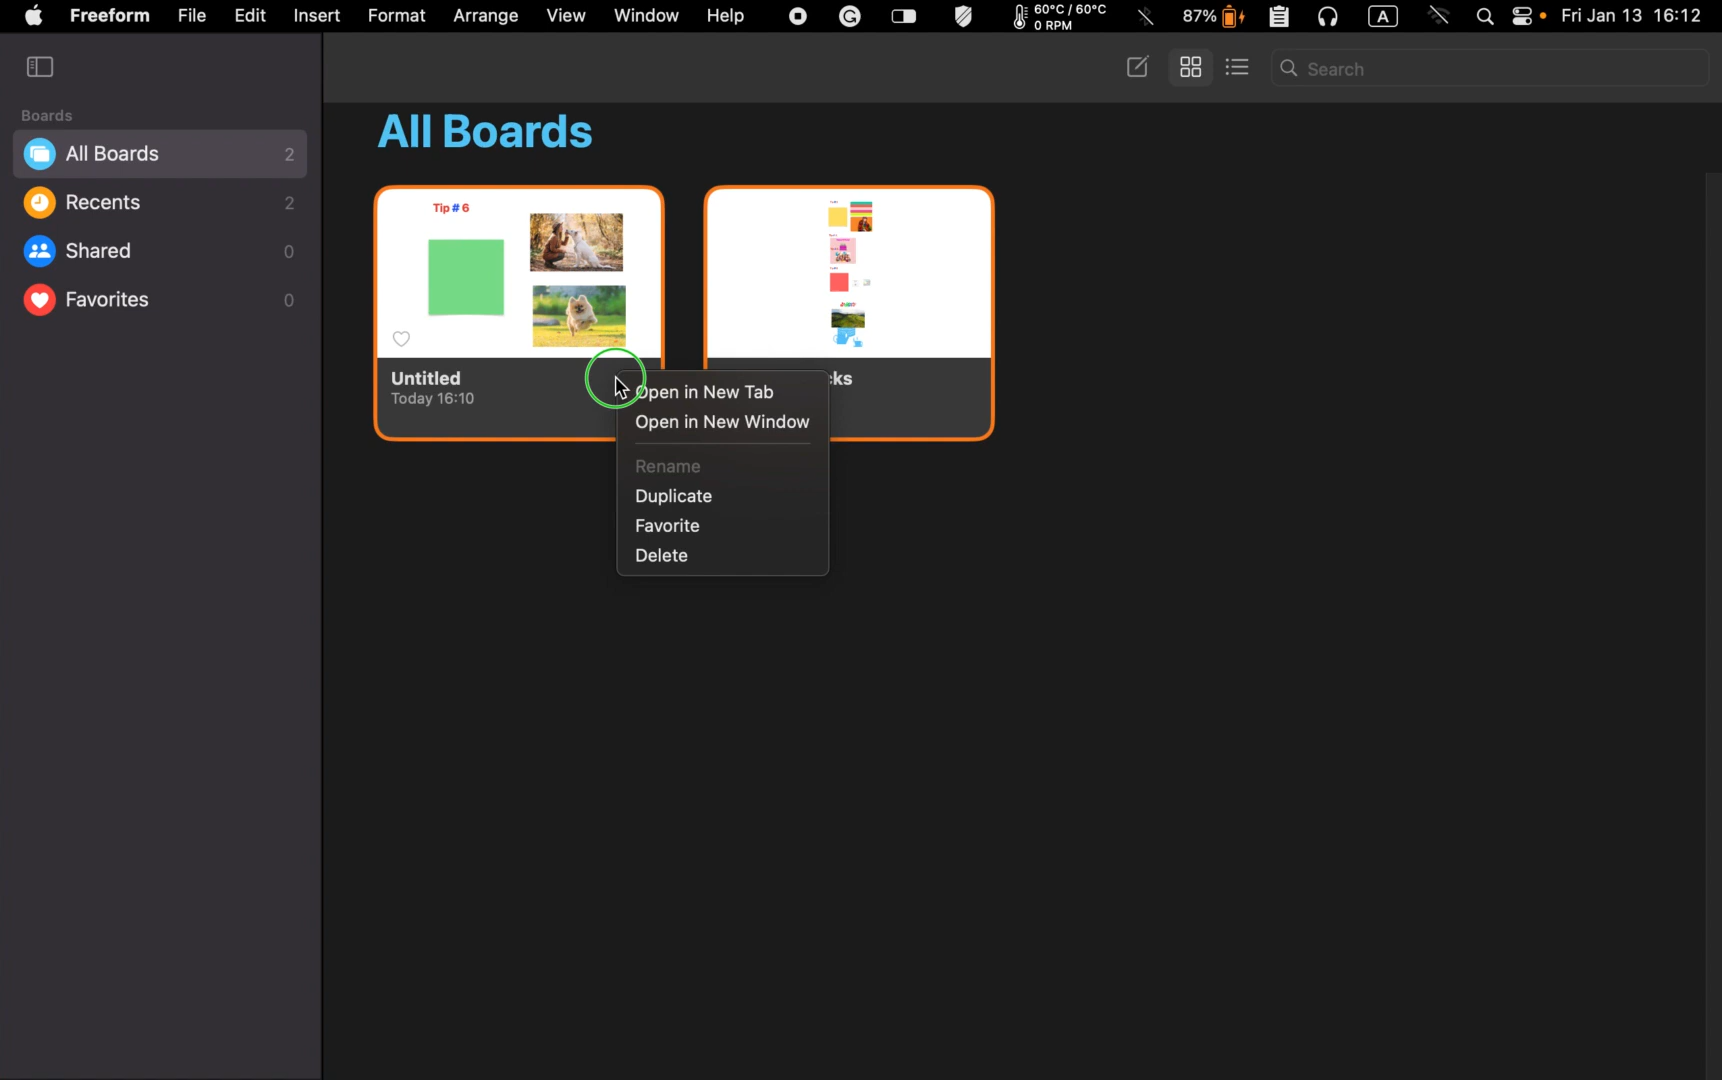 Freeform File Edit Insert Format Arrange View Window Help 60°C / 60°C 87% A Fri Jan 13 16:12
0 RPM
Search
Boards
All Boards 2
Recents 2
Shared 0
Favorites 0
All Boards
Tip # 6
Untitled
Today 16:10
cks
Open in New Tab
Open in New Window
Rename
Duplicate
Favorite
Delete